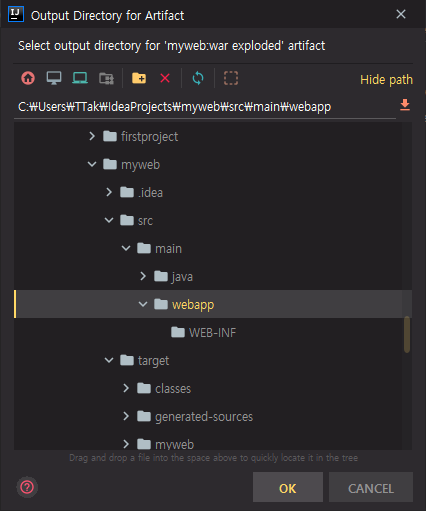 IJ Output Directory for Artifact
Select output directory for 'myweb:war exploded' artifact
Hide path
C:₩Users₩TTak₩IdeaProjects₩myweb₩src₩main₩webapp
firstproject
myweb
.idea
src
main
java
webapp
WEB-INF
target
classes
generated-sources
myweb
Drag and drop a file into the space above to quickly locate it in the tree
? OK CANCEL